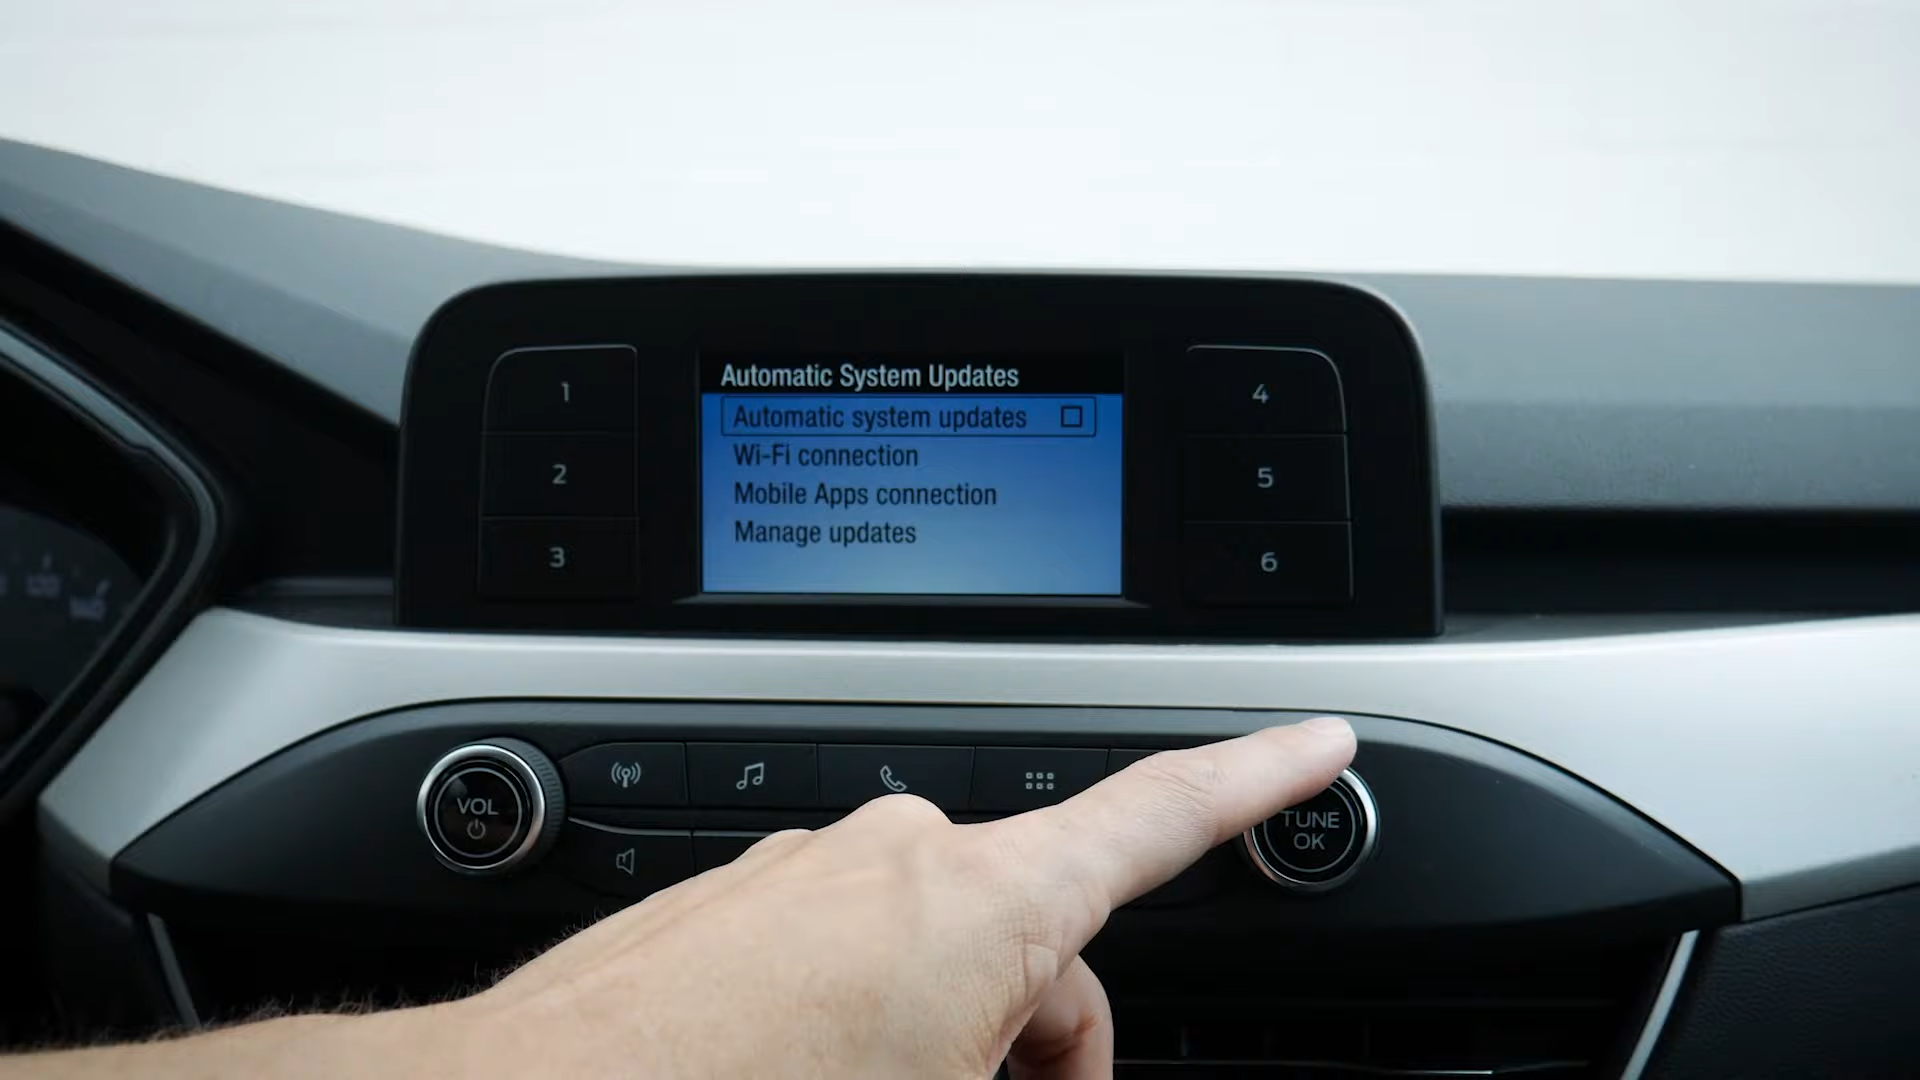 Automatic System Updates
1
Automatic system updates
4
Wi-Fi connection
2
Mobile Apps connection
5
Manage updates
3
6
VOL
TUNE
OK
120